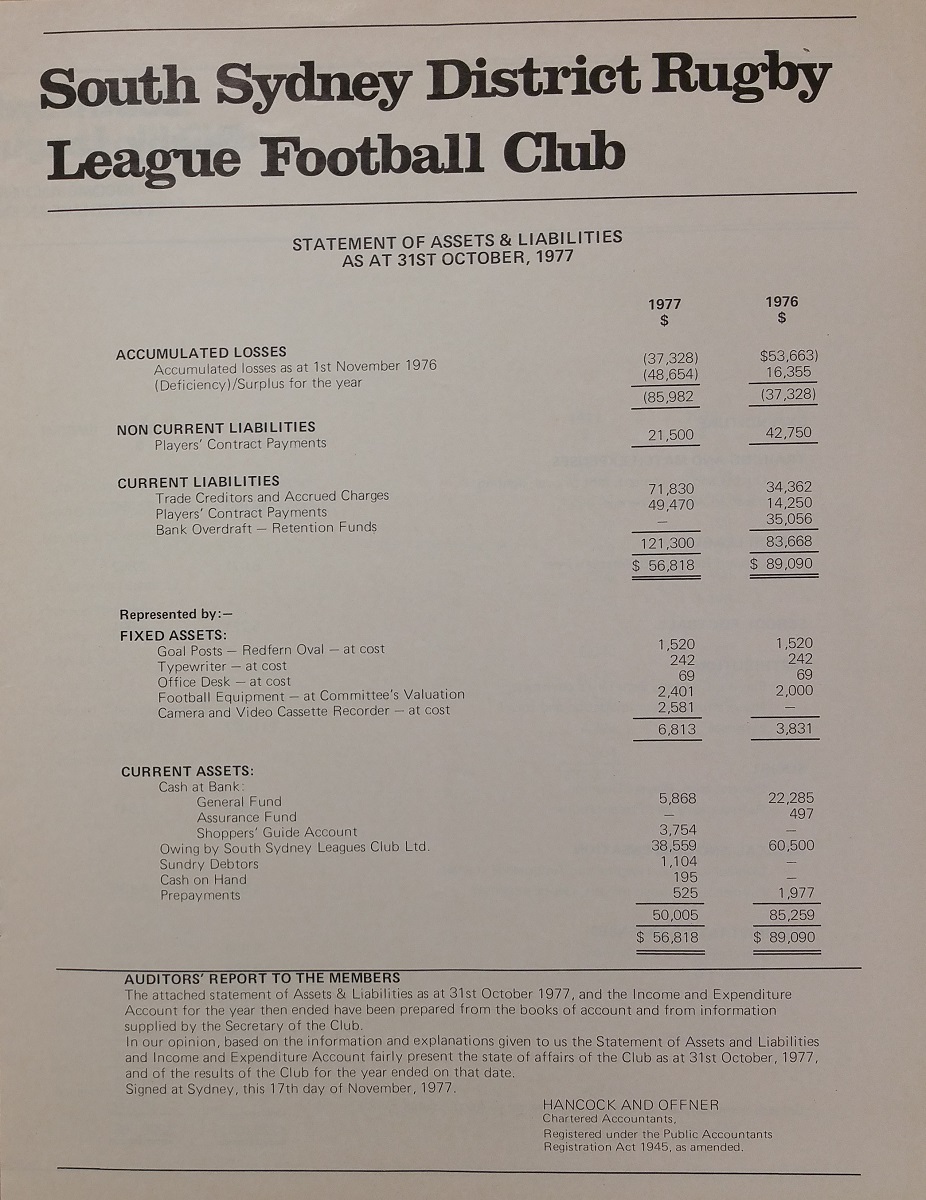 South Sydney District Rugby
League Football Club
STATEMENT OF ASSETS & LIABILITIES
AS AT 31ST OCTOBER, 1977
1977 1976
$ $
ACCUMULATED LOSSES
Accumulated losses as at 1st November 1976 (37,328) $53,663)
(Deficiency)/Surplus for the year (48,654) 16,355
(85,982 (37,328)
NON CURRENT LIABILITIES
Players' Contract Payments 21,500 42,750
CURRENT LIABILITIES
Trade Creditors and Accrued Charges 71,830 34,362
Players' Contract Payments 49,470 14,250
Bank Overdraft — Retention Funds — 35,056
121,300 83,668
$ 56,818 $ 89,090
Represented by:—
FIXED ASSETS:
Goal Posts — Redfern Oval — at cost 1,520 1,520
Typewriter — at cost 242 242
Office Desk — at cost 69 69
Football Equipment — at Committee's Valuation 2,401 2,000
Camera and Video Cassette Recorder — at cost 2,581 —
6,813 3,831
CURRENT ASSETS:
Cash at Bank:
General Fund 5,868 22,285
Assurance Fund — 497
Shoppers' Guide Account 3,754 —
Owing by South Sydney Leagues Club Ltd. 38,559 60,500
Sundry Debtors 1,104 —
Cash on Hand 195 —
Prepayments 525 1,977
50,005 85,259
$ 56,818 $ 89,090
AUDITORS' REPORT TO THE MEMBERS
The attached statement of Assets & Liabilities as at 31st October 1977, and the Income and Expenditure
Account for the year then ended have been prepared from the books of account and from information
supplied by the Secretary of the Club.
In our opinion, based on the information and explanations given to us the Statement of Assets and Liabilities
and Income and Expenditure Account fairly present the state of affairs of the Club as at 31st October, 1977,
and of the results of the Club for the year ended on that date.
Signed at Sydney, this 17th day of November, 1977.
HANCOCK AND OFFNER
Chartered Accountants,
Registered under the Public Accountants
Registration Act 1945, as amended.